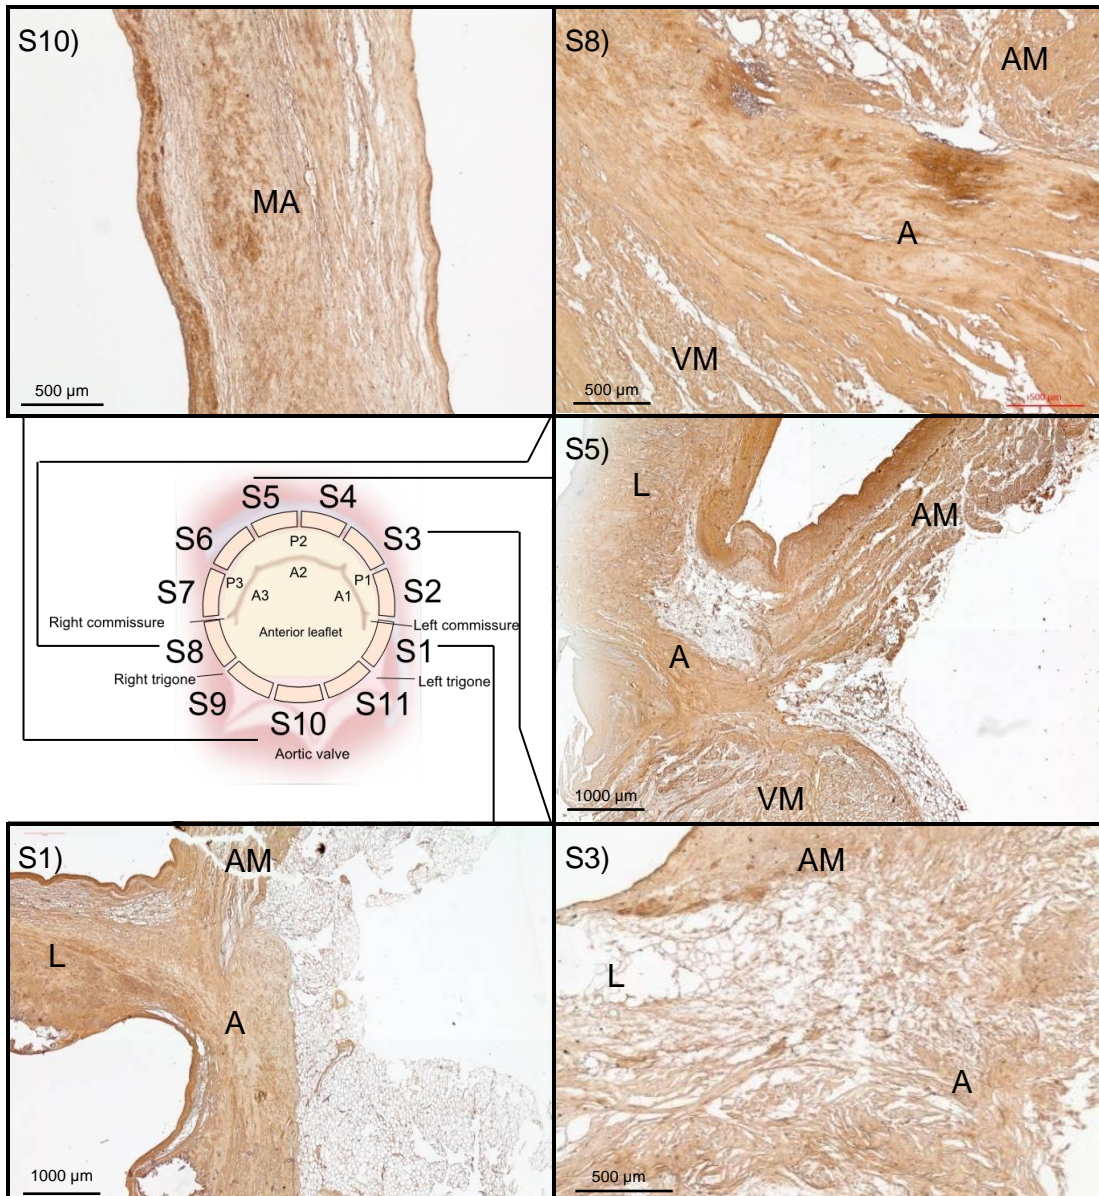 S10)
MA
500 µm
S8)
AM
A
VM
500 µm
500 µm
S5)
L
AM
A
VM
1000 µm
S5
S4
S6
S3
P2
S7
P3
A2
P1
S2
A3
A1
Right commissure
Left commissure
Anterior leaflet
S8
S1
Right trigone
Left trigone
S9
S11
S10
Aortic valve
S1)
AM
L
A
1000 µm
S3)
AM
L
A
500 µm